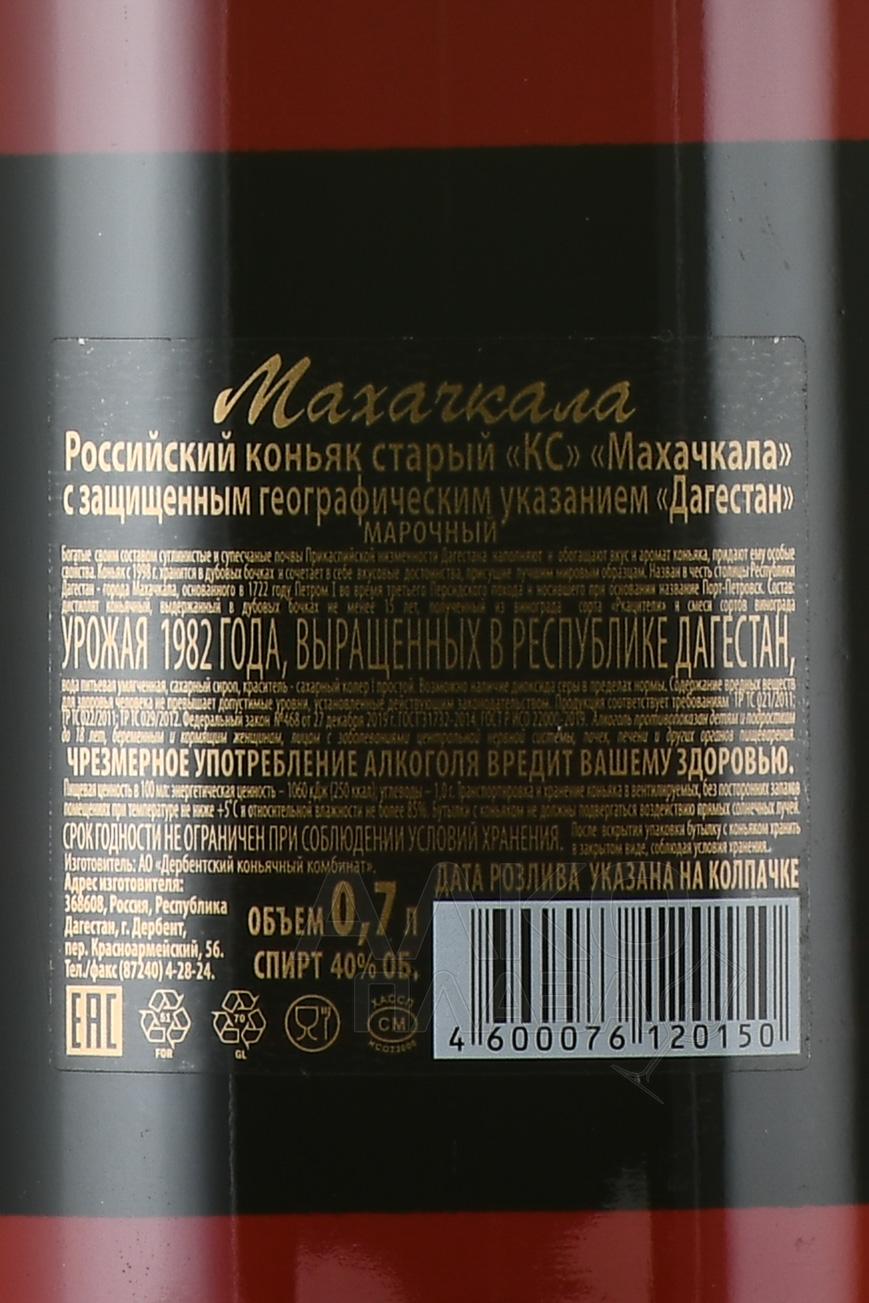 Махачкала
Российский коньяк старый «КС» «Махачкала»
с защищенным географическим указанием «Дагестан»
МАРОЧНЫЙ
Богатые своим составом суглинистые и супесчаные почвы Прикаспийской низменности Дагестана наполняют и обогащают вкус и аромат коньяка, придают ему особые
свойства. Коньяк с 1998 г. хранится в дубовых бочках и сочетает в себе вкусовые достоинства, присущие лучшим мировым образцам. Назван в честь столицы Республики
Дагестан - города Махачкала, основанного в 1722 году Петром I во время третьего Персидского похода и носившего при основании название Порт-Петровск. Состав:
дистиллят коньячный, выдержанный в дубовых бочках не менее 15 лет, полученный из винограда сорта «Ркацители» и смеси сортов винограда
УРОЖАЯ 1982 ГОДА, ВЫРАЩЕННЫХ В РЕСПУБЛИКЕ ДАГЕСТАН,
вода питьевая умягченная, сахарный сироп, краситель - сахарный колер I простой. Возможно наличие диоксида серы в пределах нормы. Содержание вредных веществ
для здоровья человека не превышает допустимые уровни, установленные действующим законодательством. Продукция соответствует требованиям ТР ТС 021/2011;
ТР ТС 022/2011; ТР ТС 029/2012. Федеральный закон №468 от 27 декабря 2019 г. ГОСТ 31732-2014. ГОСТ Р ИСО 22000-2019. Алкоголь противопоказан детям и подросткам
до 18 лет, беременным и кормящим женщинам, лицам с заболеваниями центральной нервной системы, почек, печени и других органов пищеварения.
ЧРЕЗМЕРНОЕ УПОТРЕБЛЕНИЕ АЛКОГОЛЯ ВРЕДИТ ВАШЕМУ ЗДОРОВЬЮ.
Пищевая ценность в 100 мл: энергетическая ценность – 1060 кДж (250 ккал), углеводы – 1,0 г. Транспортировка и хранение коньяка в вентилируемых, без посторонних запахов
помещениях при температуре не ниже +5°С и относительной влажности не более 85%. Бутылки с коньяком не должны подвергаться воздействию прямых солнечных лучей.
СРОК ГОДНОСТИ НЕ ОГРАНИЧЕН ПРИ СОБЛЮДЕНИИ УСЛОВИЙ ХРАНЕНИЯ. После вскрытия упаковки бутылку с коньяком хранить
в закрытом виде, соблюдая условия хранения.
Изготовитель: АО «Дербентский коньячный комбинат».
Адрес изготовителя:
368608, Россия, Республика
Дагестан, г. Дербент,
пер. Красноармейский, 56.
Тел./факс (87240) 4-28-24.
ОБЪЕМ 0,7 л
СПИРТ 40% ОБ.
ДАТА РОЗЛИВА УКАЗАНА НА КОЛПАЧКЕ
EAC
51
FOR
70
GL
ХАССП
СМ
ИСО22000
4 600076 120150
АЛКО
ПЛАЗА